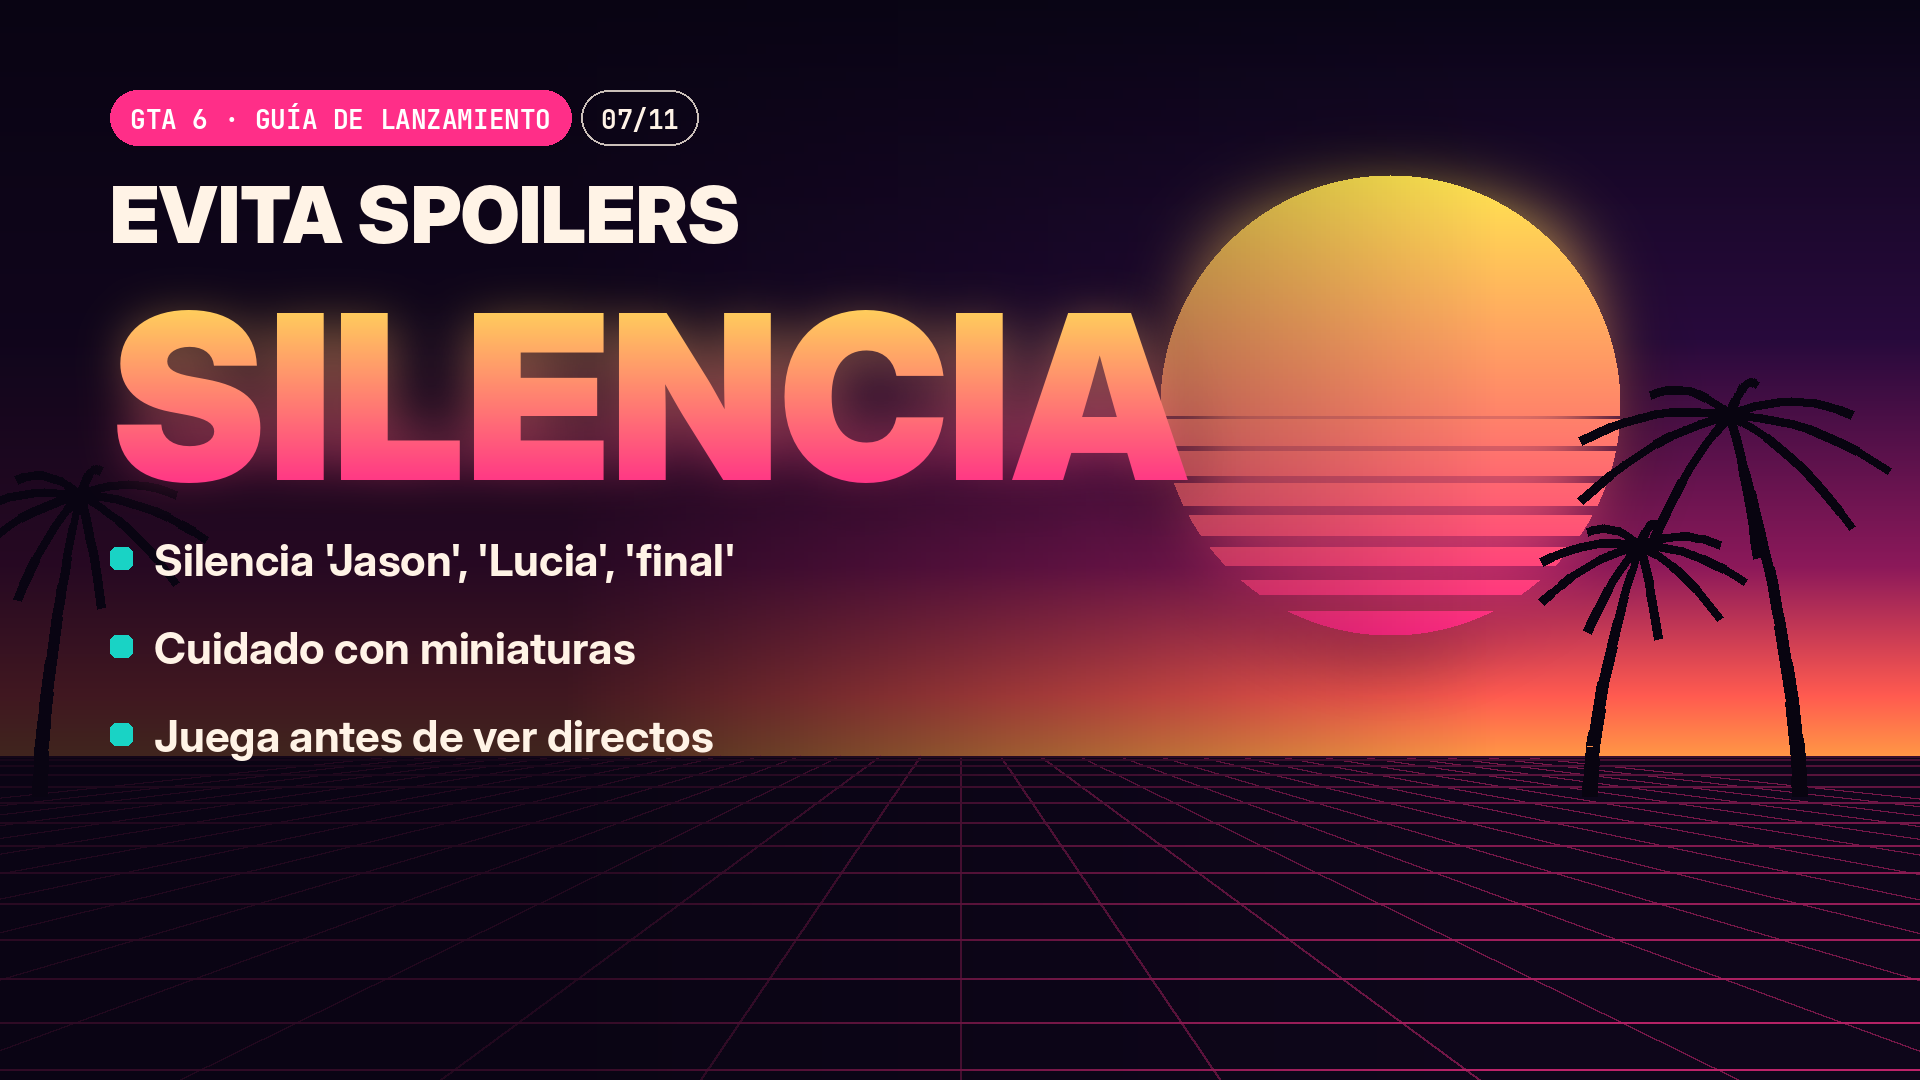 GTA 6 · GUÍA DE LANZAMIENTO 07/11
EVITA SPOILERS
SILENCIA
Silencia 'Jason', 'Lucia', 'final'
Cuidado con miniaturas
Juega antes de ver directos